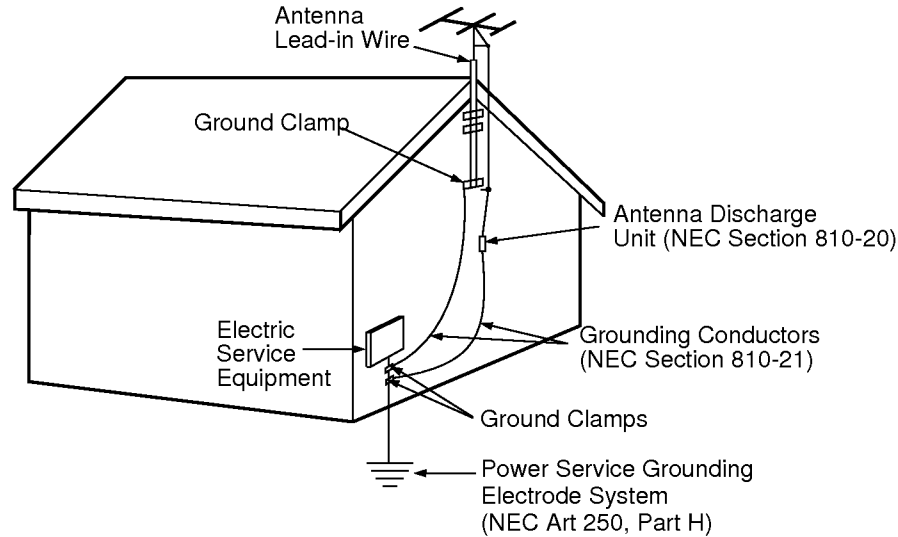 Antenna
Lead-in Wire
Ground Clamp
Antenna Discharge
Unit (NEC Section 810-20)
Electric
Service
Equipment
Grounding Conductors
(NEC Section 810-21)
Ground Clamps
Power Service Grounding
Electrode System
(NEC Art 250, Part H)